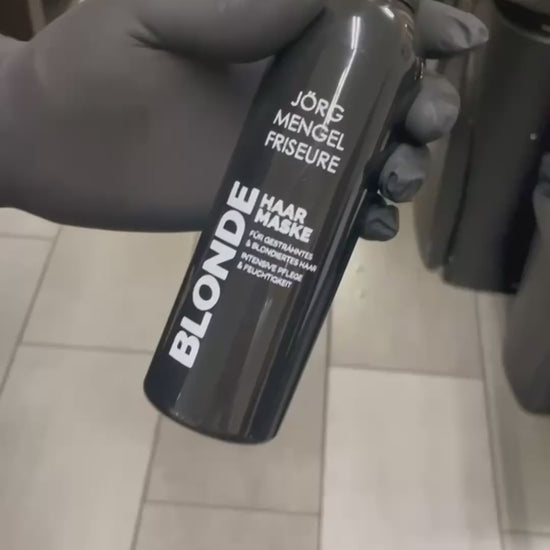 JÖRG
MENGEL
FRISEURE
BLONDE
HAAR
MASKE
FÜR GESTRÄHNTES
& BLONDIERTES HAAR
INTENSIVE PFLEGE
& FEUCHTIGKEIT